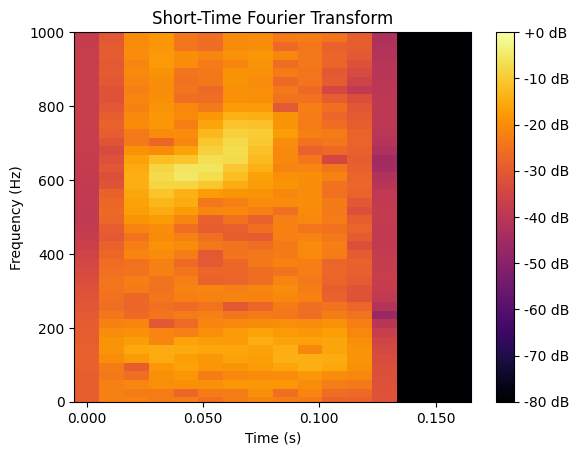 Short-Time Fourier Transform
1000
800
600
400
200
0
Frequency (Hz)
0.000
0.050
0.100
0.150
Time (s)
+0 dB
-10 dB
-20 dB
-30 dB
-40 dB
-50 dB
-60 dB
-70 dB
-80 dB